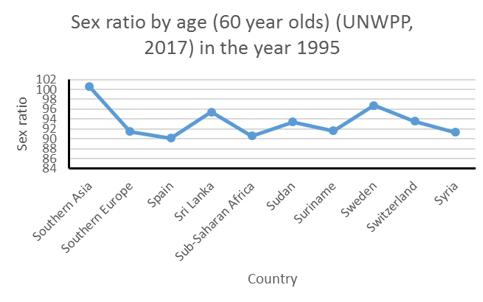 Sex ratio by age (60 year olds) (UNWPP,
2017) in the year 1995
102
100
98
96
94
92
90
88
86
84
Sex ratio
Southern Asia
Southern Europe
Spain
Sri Lanka
Sub-Saharan Africa
Sudan
Suriname
Sweden
Switzerland
Syria
Country